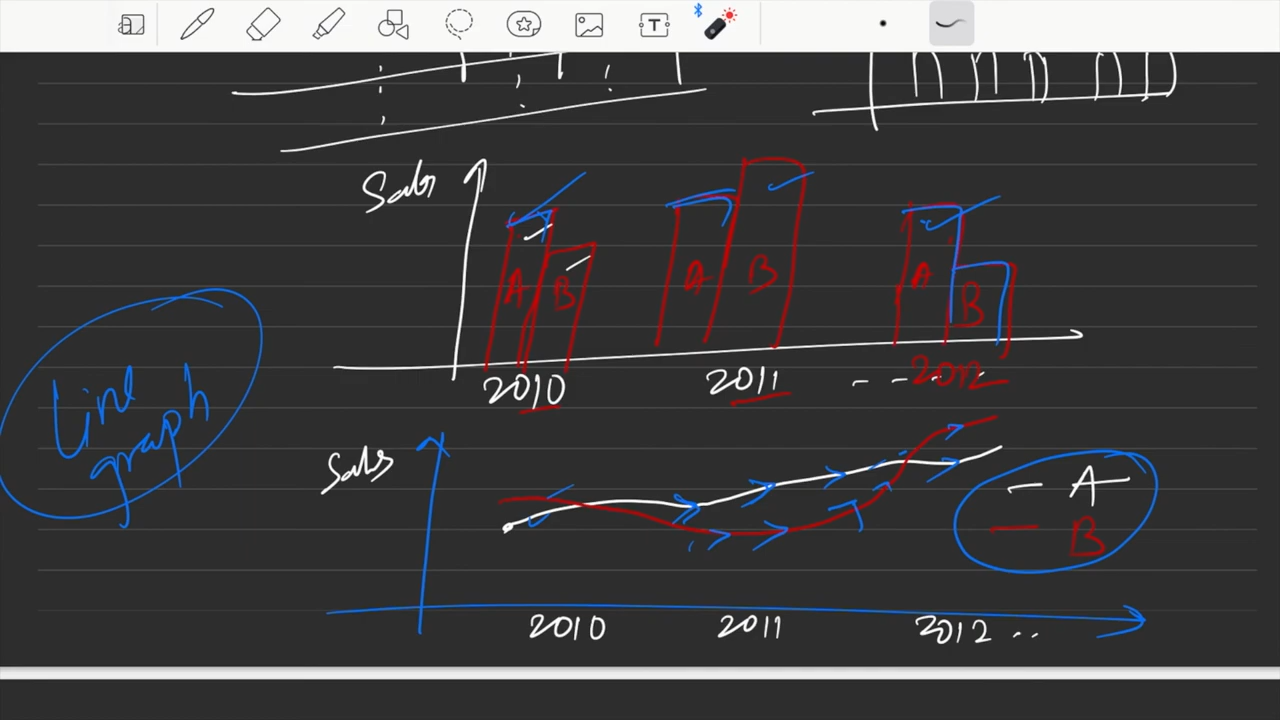 T
Sales
A B
A B
A B
2010 2011 - - - - 2012
Line
graph
Sales
- A
- B
2010 2011 2012 ..